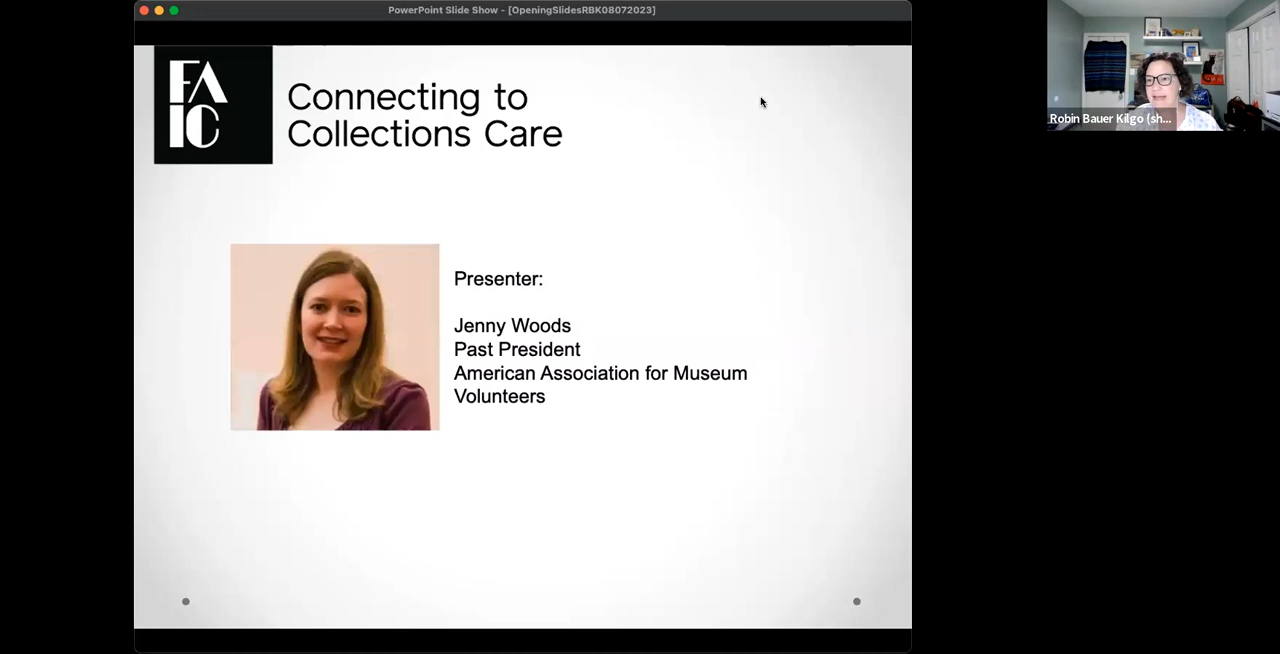 PowerPoint Slide Show - [OpeningSlidesRBK08072023]
FA
IC
Connecting to
Collections Care
Robin Bauer Kilgo (sh...
Presenter:
Jenny Woods
Past President
American Association for Museum
Volunteers